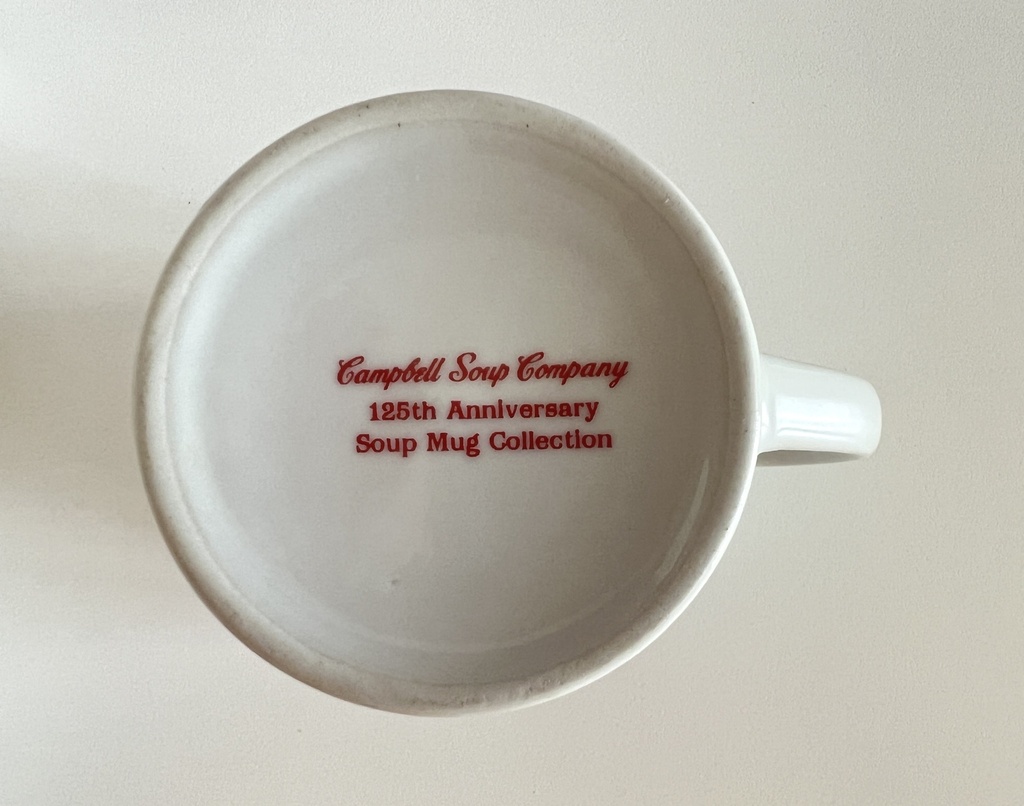 Campbell Soup Company
125th Anniversary
Soup Mug Collection